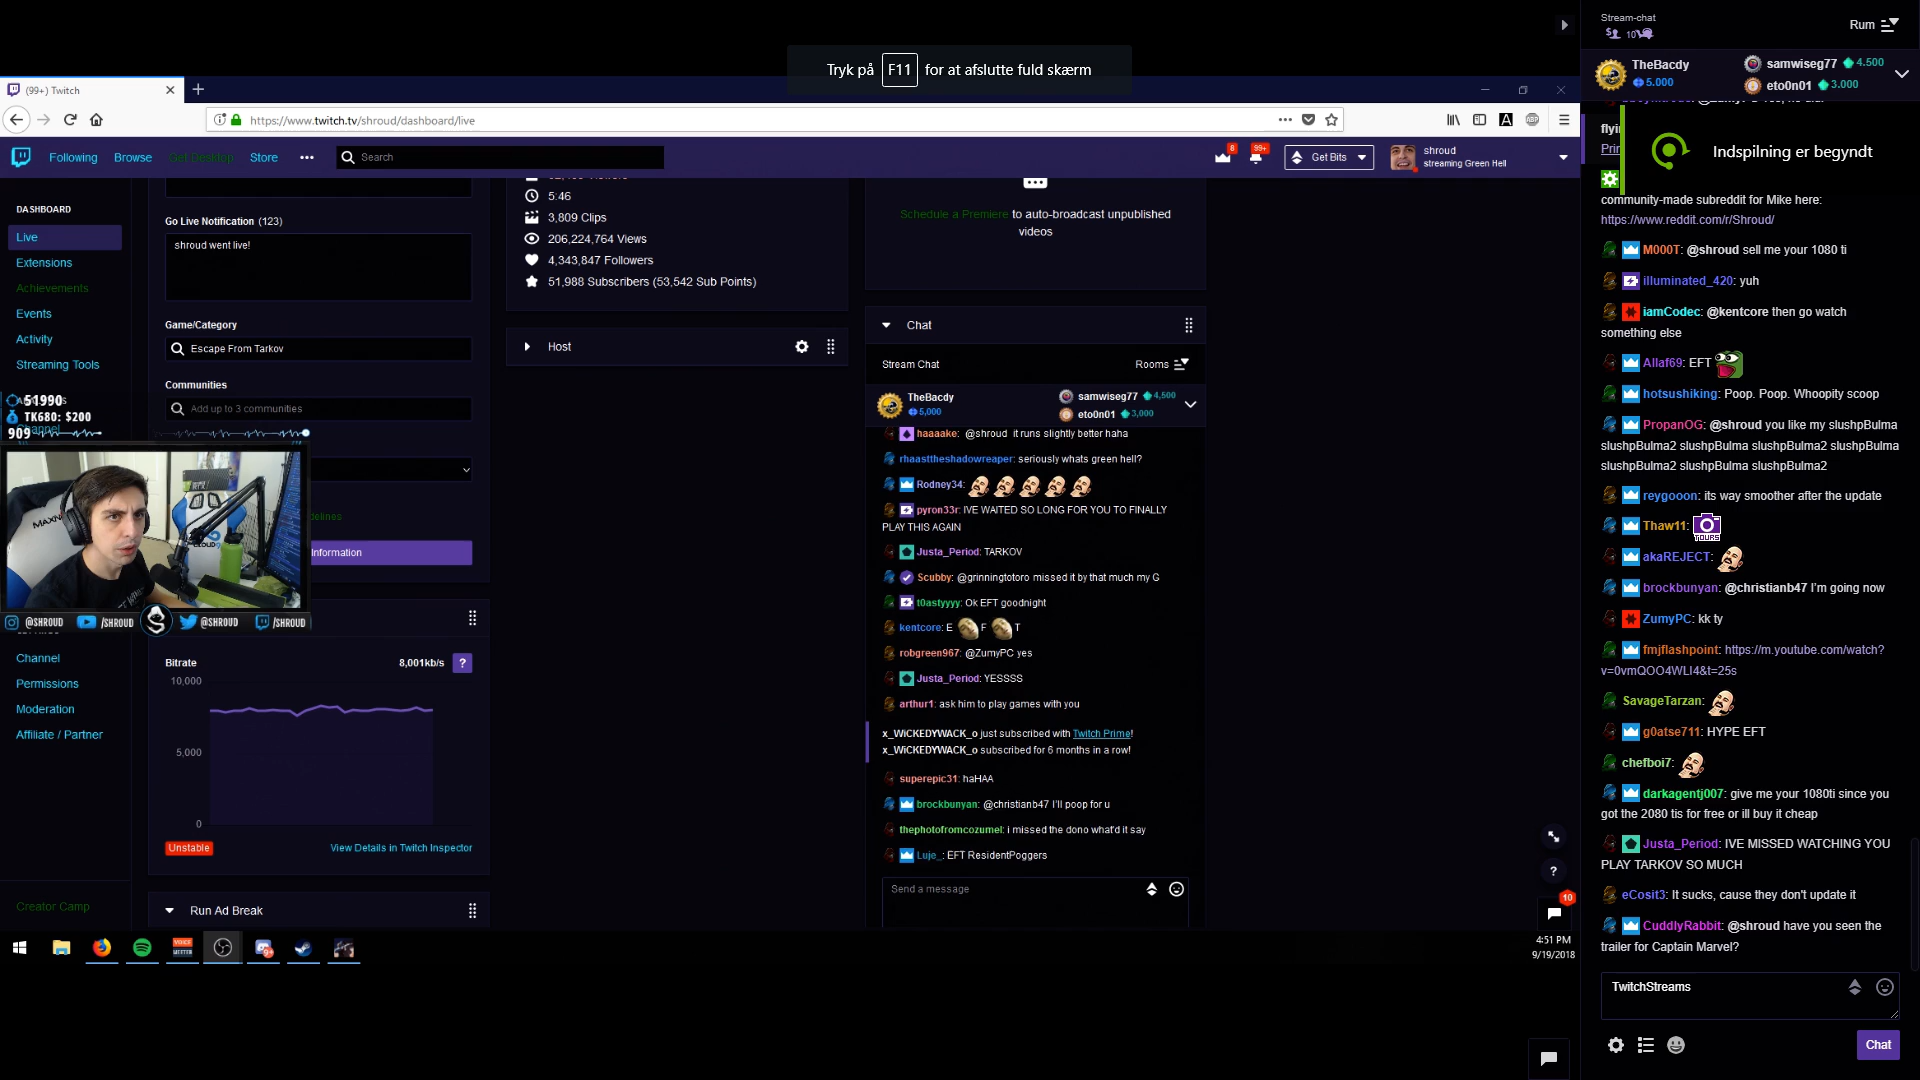 Tryk på F11 for at afslutte fuld skærm
(99+) Twitch
https://www.twitch.tv/shroud/dashboard/live
Following
Browse
Get Desktop
Store
Search
8
99+
Get Bits
shroud
streaming Green Hell
DASHBOARD
Live
Extensions
Achievements
Events
Activity
Streaming Tools
51990
TK680: $200
909
Channel
Permissions
Moderation
Affiliate / Partner
Creator Camp
Go Live Notification (123)
shroud went live!
Game/Category
Escape From Tarkov
Communities
Add up to 3 communities
Information
@SHROUD
/SHROUD
@SHROUD
/SHROUD
Bitrate
8,001kb/s
?
10,000
5,000
0
Unstable
View Details in Twitch Inspector
Run Ad Break
5:46
3,809 Clips
206,224,764 Views
4,343,847 Followers
51,988 Subscribers (53,542 Sub Points)
Host
Schedule a Premiere to auto-broadcast unpublished
videos
Chat
Stream Chat
Rooms
TheBacdy
5,000
samwiseg77 4,500
eto0n01 3,000
haaaake: @shroud it runs slightly better haha
rhaasttheshadowreaper: seriously whats green hell?
Rodney34:
pyron33r: IVE WAITED SO LONG FOR YOU TO FINALLY
PLAY THIS AGAIN
Justa_Period: TARKOV
Scubby: @grinningtotoro missed it by that much my G
t0astyyyy: Ok EFT goodnight
kentcore: E F T
robgreen967: @ZumyPC yes
Justa_Period: YESSSS
arthur1: ask him to play games with you
x_WiCKEDYWACK_o just subscribed with Twitch Prime!
x_WiCKEDYWACK_o subscribed for 6 months in a row!
superepic31: haHAA
brockbunyan: @christianb47 I'll poop for u
thephotofromcozumel: i missed the dono what'd it say
Luje_: EFT ResidentPoggers
Send a message
?
10
4:51 PM
9/19/2018
Stream-chat
Rum
TheBacdy
5.000
samwiseg77 4.500
eto0n01 3.000
Indspilning er begyndt
community-made subreddit for Mike here:
https://www.reddit.com/r/Shroud/
M000T: @shroud sell me your 1080 ti
illuminated_420: yuh
iamCodec: @kentcore then go watch
something else
Allaf69: EFT
hotsushiking: Poop. Poop. Whoopity scoop
PropanOG: @shroud you like my slushpBulma
slushpBulma2 slushpBulma slushpBulma2 slushpBulma
slushpBulma2 slushpBulma slushpBulma2
reygooon: its way smoother after the update
Thaw11: TOURS
akaREJECT:
brockbunyan: @christianb47 I'm going now
ZumyPC: kk ty
fmjflashpoint: https://m.youtube.com/watch?
v=0vmQOO4WLI4&t=25s
SavageTarzan:
g0atse711: HYPE EFT
chefboi7:
darkagentj007: give me your 1080ti since you
got the 2080 tis for free or ill buy it cheap
Justa_Period: IVE MISSED WATCHING YOU
PLAY TARKOV SO MUCH
eCosit3: It sucks, cause they don't update it
CuddlyRabbit: @shroud have you seen the
trailer for Captain Marvel?
TwitchStreams
Chat